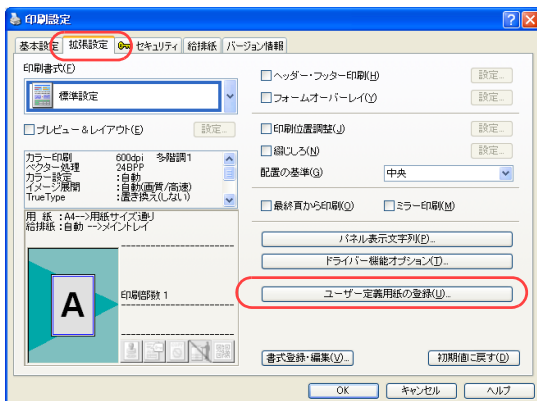 印刷設定
基本設定 拡張設定 セキュリティ 給排紙 バージョン情報
印刷書式(F)
標準設定
プレビュー&レイアウト(E) 設定...
カラー印刷 600dpi 多階調1
ベクター処理 24BPP
カラー設定 :自動
イメージ展開 :自動(画質/高速)
TrueType :置き換え(しない)
用 紙 :A4-->用紙サイズ通り
給排紙 :自動 -->メイントレイ
A
印刷部数 1
ヘッダー・フッター印刷(H) 設定...
フォームオーバーレイ(Y) 設定...
印刷位置調整(J) 設定...
綴じしろ(N) 設定...
配置の基準(G) 中央
最終頁から印刷(O) ミラー印刷(M)
パネル表示文字列(P)...
ドライバー機能オプション(T)...
ユーザー定義用紙の登録(U)...
書式登録・編集(V)... 初期値に戻す(D)
OK キャンセル ヘルプ